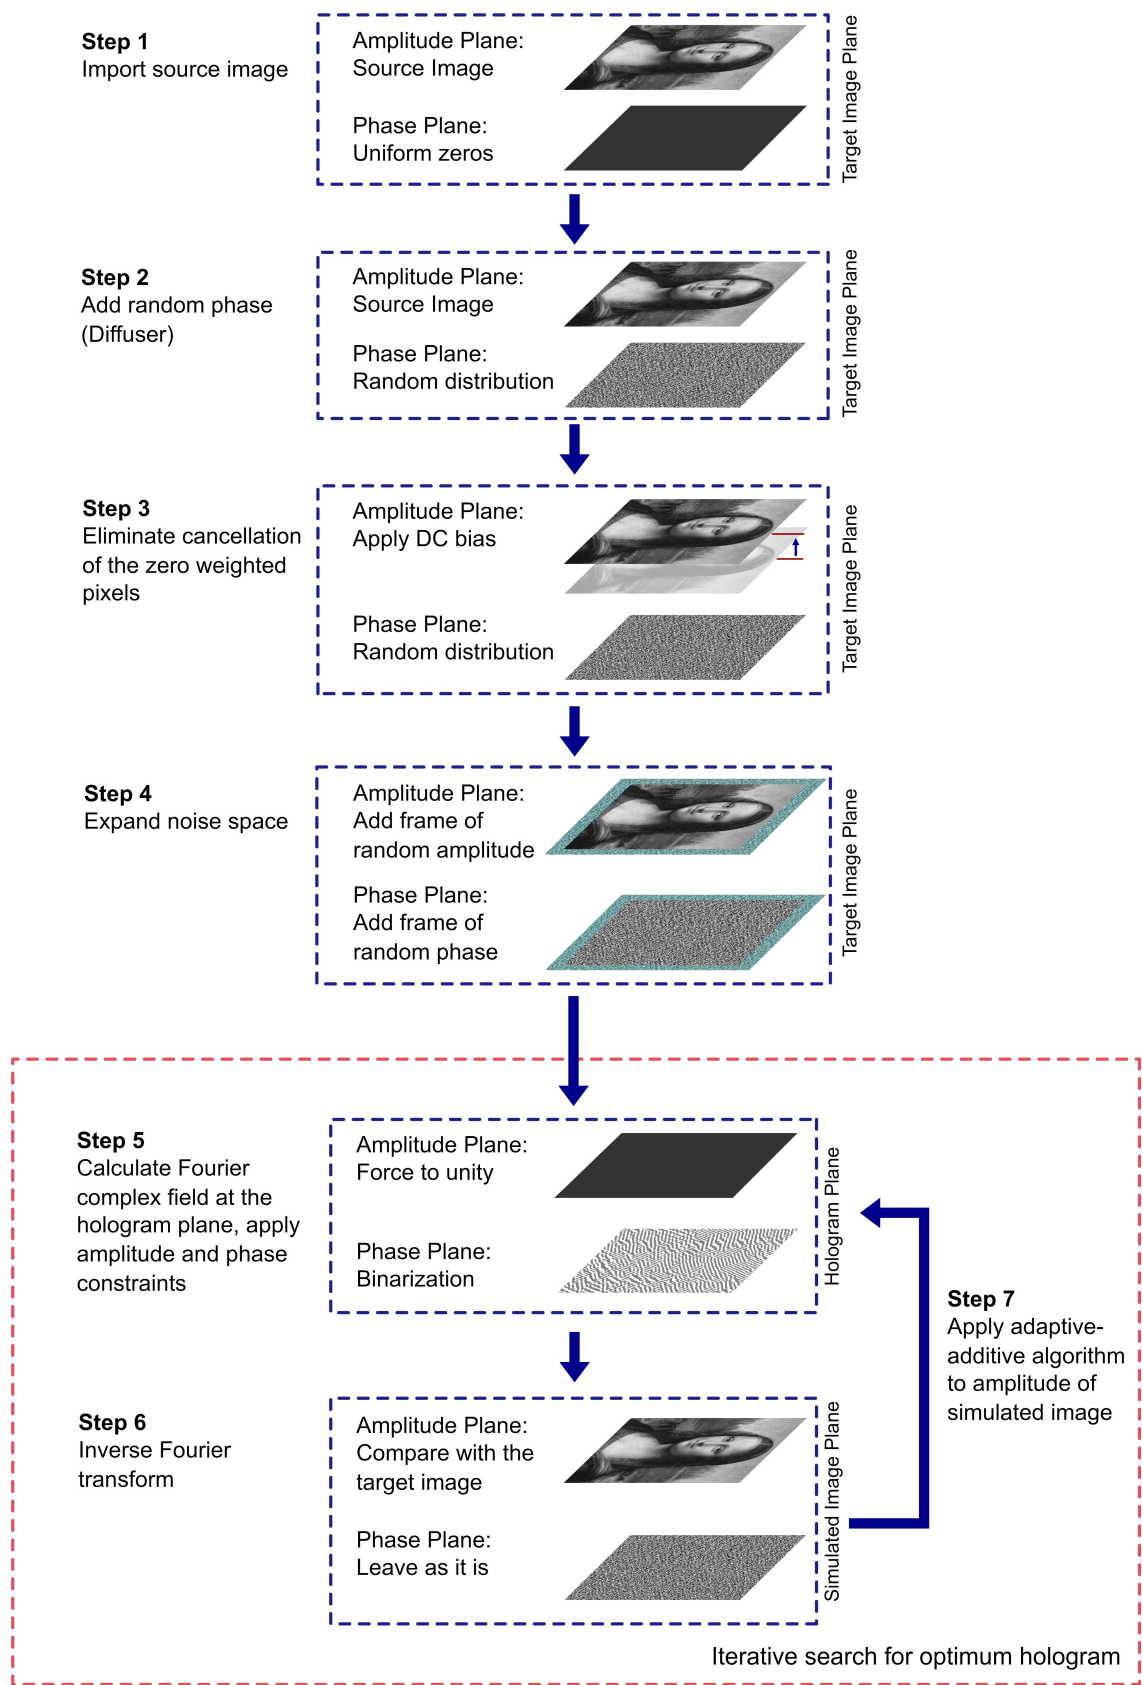 Step 1
Import source image
Amplitude Plane:
Source Image
Phase Plane:
Uniform zeros
Target Image Plane
Step 2
Add random phase
(Diffuser)
Amplitude Plane:
Source Image
Phase Plane:
Random distribution
Target Image Plane
Step 3
Eliminate cancellation
of the zero weighted
pixels
Amplitude Plane:
Apply DC bias
Phase Plane:
Random distribution
Target Image Plane
Step 4
Expand noise space
Amplitude Plane:
Add frame of
random amplitude
Phase Plane:
Add frame of
random phase
Target Image Plane
Step 5
Calculate Fourier
complex field at the
hologram plane, apply
amplitude and phase
constraints
Amplitude Plane:
Force to unity
Phase Plane:
Binarization
Hologram Plane
Step 6
Inverse Fourier
transform
Amplitude Plane:
Compare with the
target image
Phase Plane:
Leave as it is
Simulated Image Plane
Step 7
Apply adaptive-
additive algorithm
to amplitude of
simulated image
Iterative search for optimum hologram